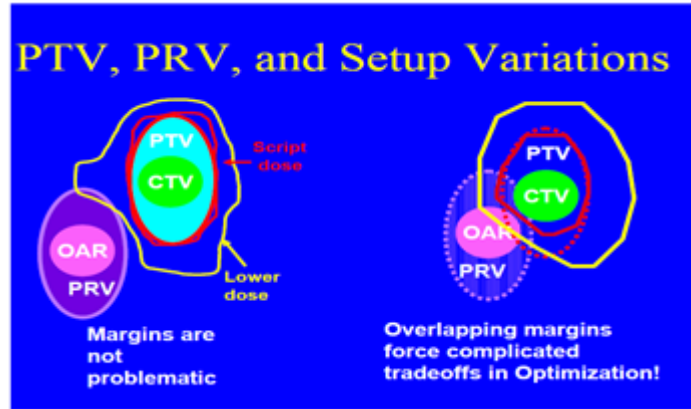 PTV, PRV, and Setup Variations
PTV
CTV
Script
dose
OAR
PRV
Lower
dose
Margins are
not
problematic
PTV
CTV
OAR
PRV
Overlapping margins
force complicated
tradeoffs in Optimization!